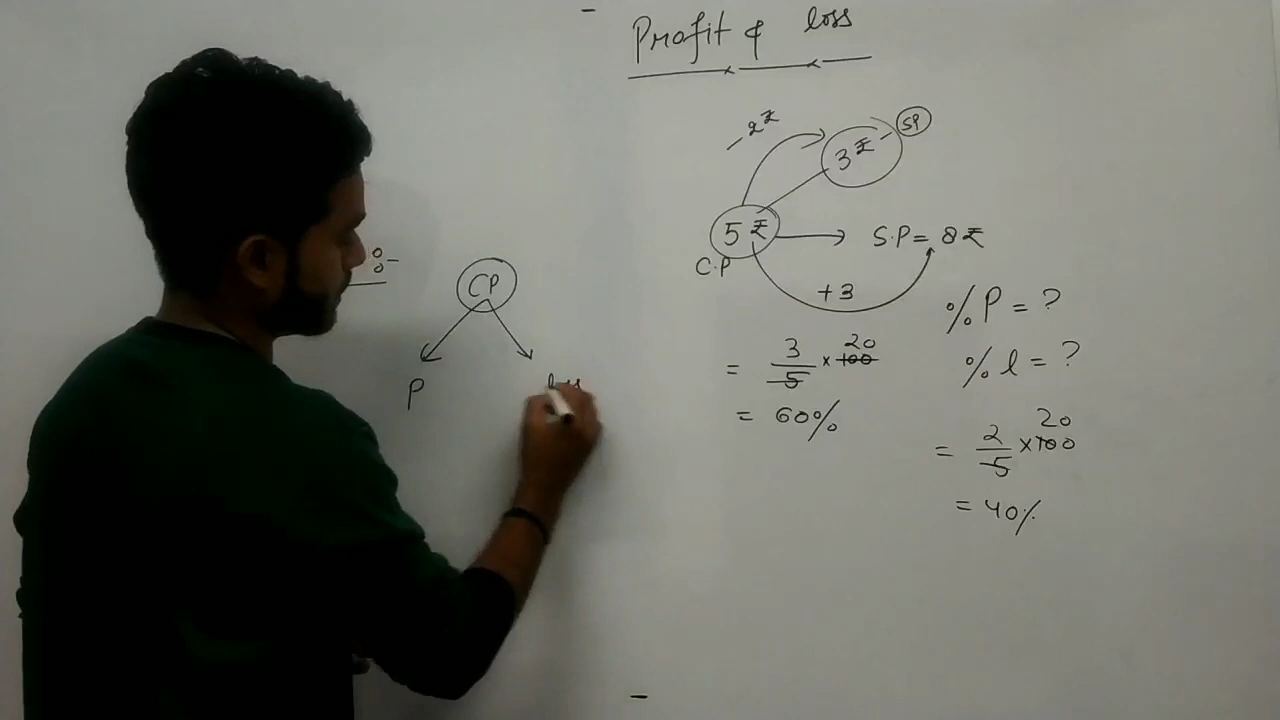 Profit & loss
-2₹
3₹ - SP
5₹ → S.P = 8₹
C.P
+3
% P = ?
% l = ?
= 3/5 × 100 20
= 60%
= 2/5 × 100 20
= 40%
:-
CP
P